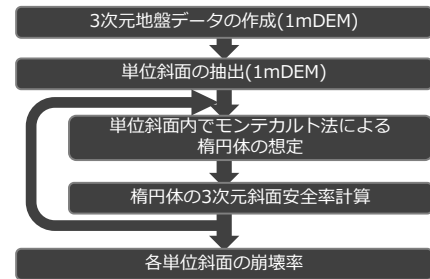 3次元地盤データの作成(1mDEM)
単位斜面の抽出(1mDEM)
単位斜面内でモンテカルト法による
楕円体の想定
楕円体の3次元斜面安全率計算
各単位斜面の崩壊率